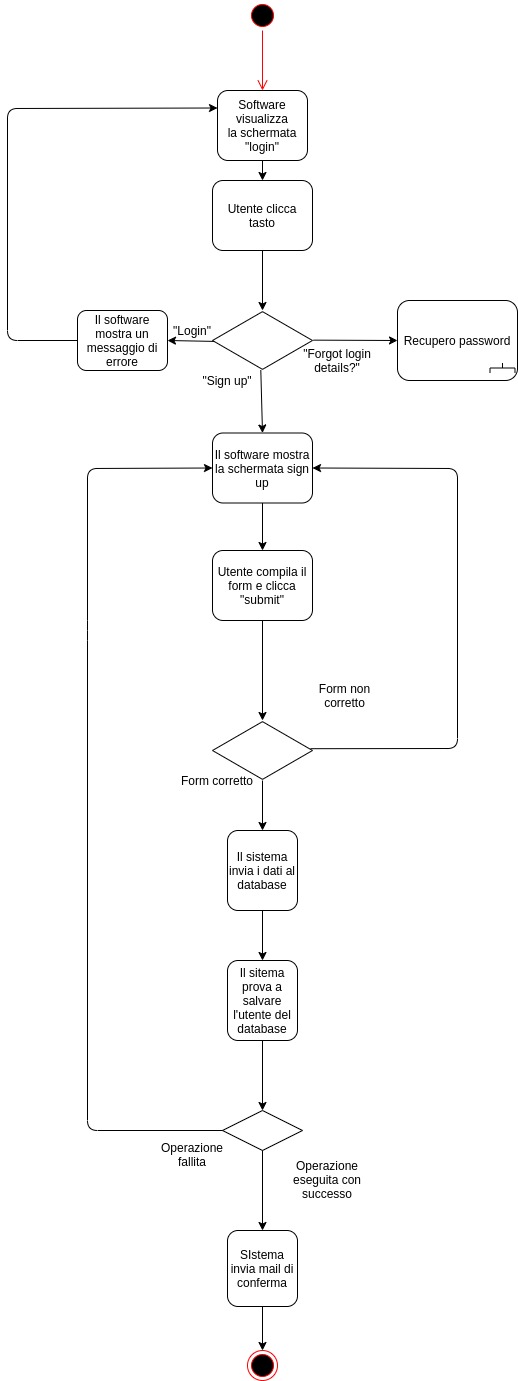 Software
visualizza
la schermata
"login"
Utente clicca
tasto
Il software
mostra un
messaggio di
errore
"Login"
"Forgot login
details?"
Recupero password
"Sign up"
Il software mostra
la schermata sign
up
Utente compila il
form e clicca
"submit"
Form non
corretto
Form corretto
Il sistema
invia i dati al
database
Il sitema
prova a
salvare
l'utente del
database
Operazione
fallita
Operazione
eseguita con
successo
SIstema
invia mail di
conferma